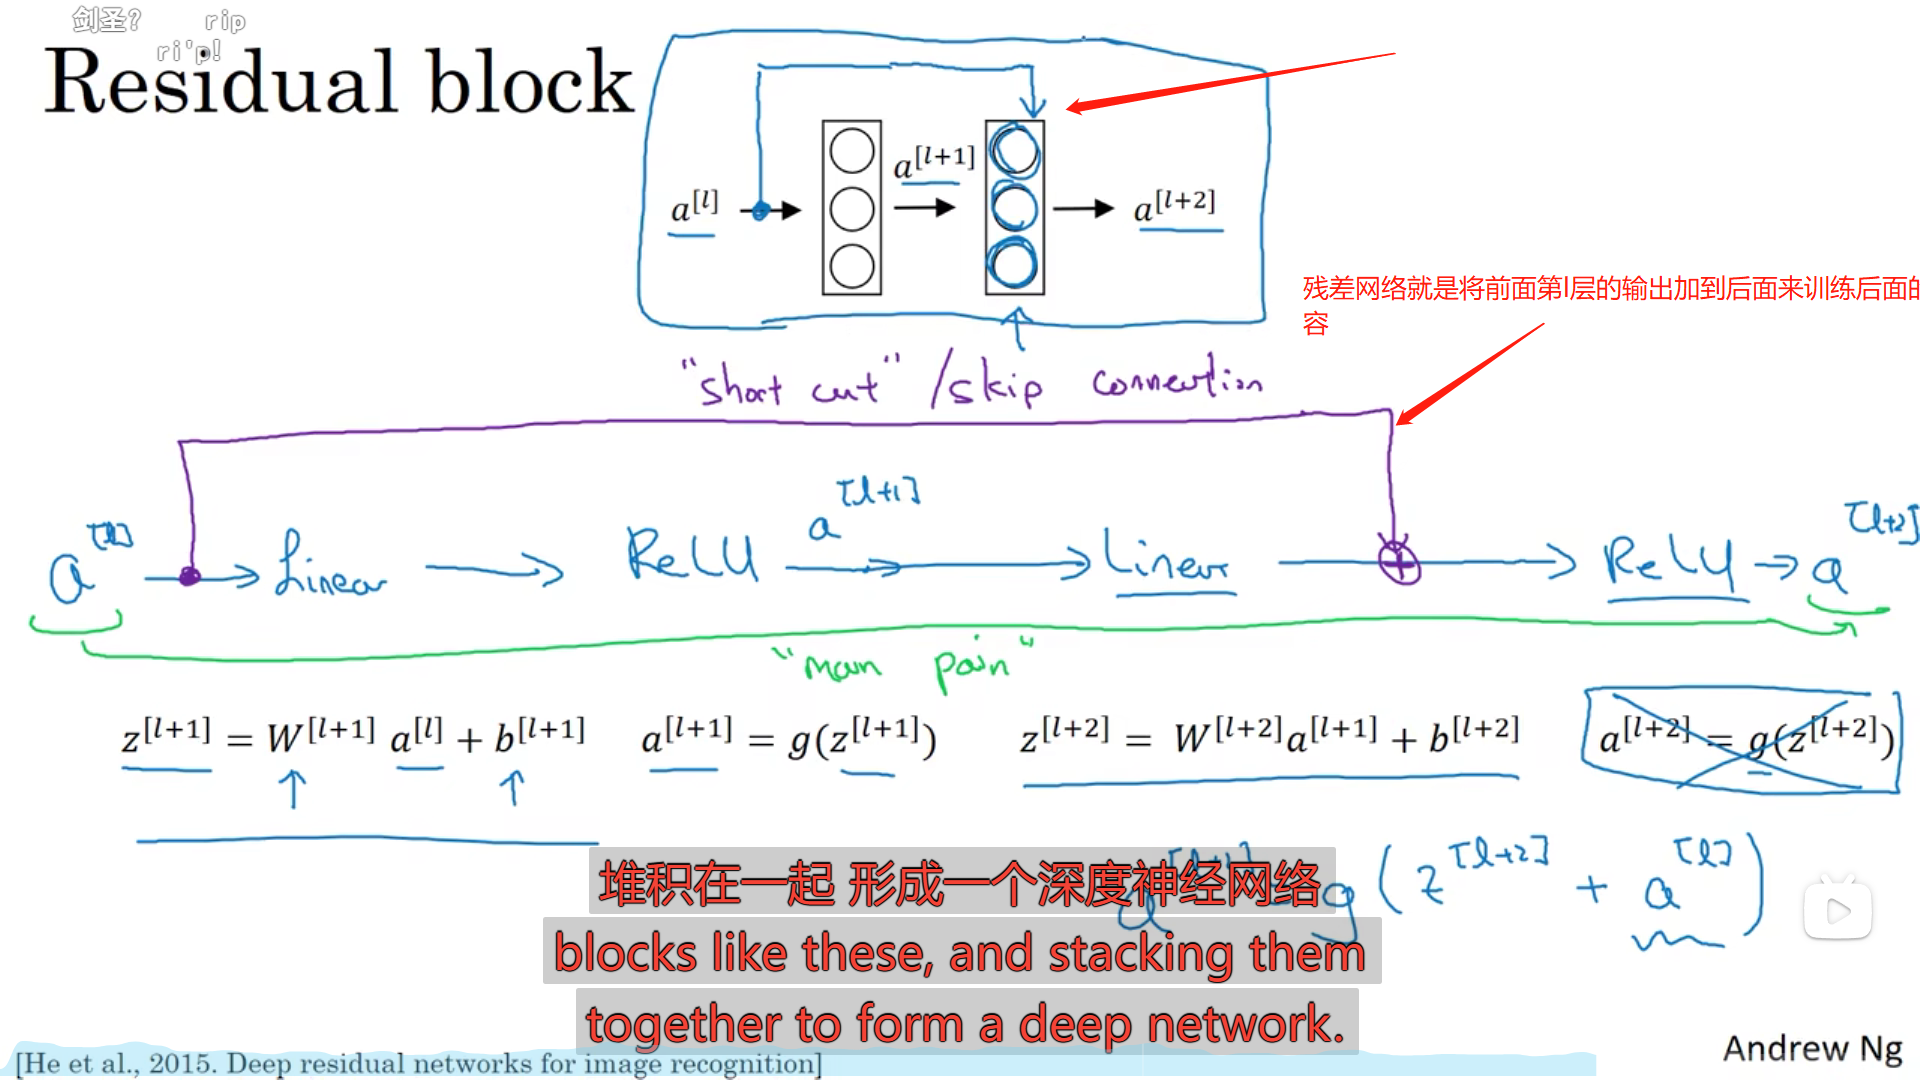 剑圣? rip
ri'p!
Residual block
a[l] a[l+1] a[l+2]
残差网络就是将前面第l层的输出加到后面来训练后面的
容
"short cut" / skip connection
a[l] → Linear → ReLU a[l+1] → Linear → ReLU → a[l+2]
"main path"
z[l+1] = W[l+1] a[l] + b[l+1] a[l+1] = g(z[l+1]) z[l+2] = W[l+2]a[l+1] + b[l+2] a[l+2] = g(z[l+2])
g(z[l+2] + a[l])
堆积在一起 形成一个深度神经网络
blocks like these, and stacking them
together to form a deep network.
[He et al., 2015. Deep residual networks for image recognition]
Andrew Ng